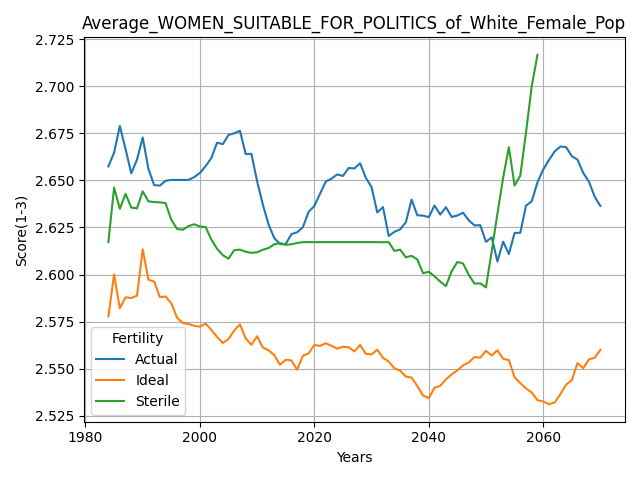 Average_WOMEN_SUITABLE_FOR_POLITICS_of_White_Female_Pop
2.725
2.700
2.675
2.650
2.625
2.600
2.575
2.550
2.525
Score(1-3)
Fertility
Actual
Ideal
Sterile
1980
2000
2020
2040
2060
Years